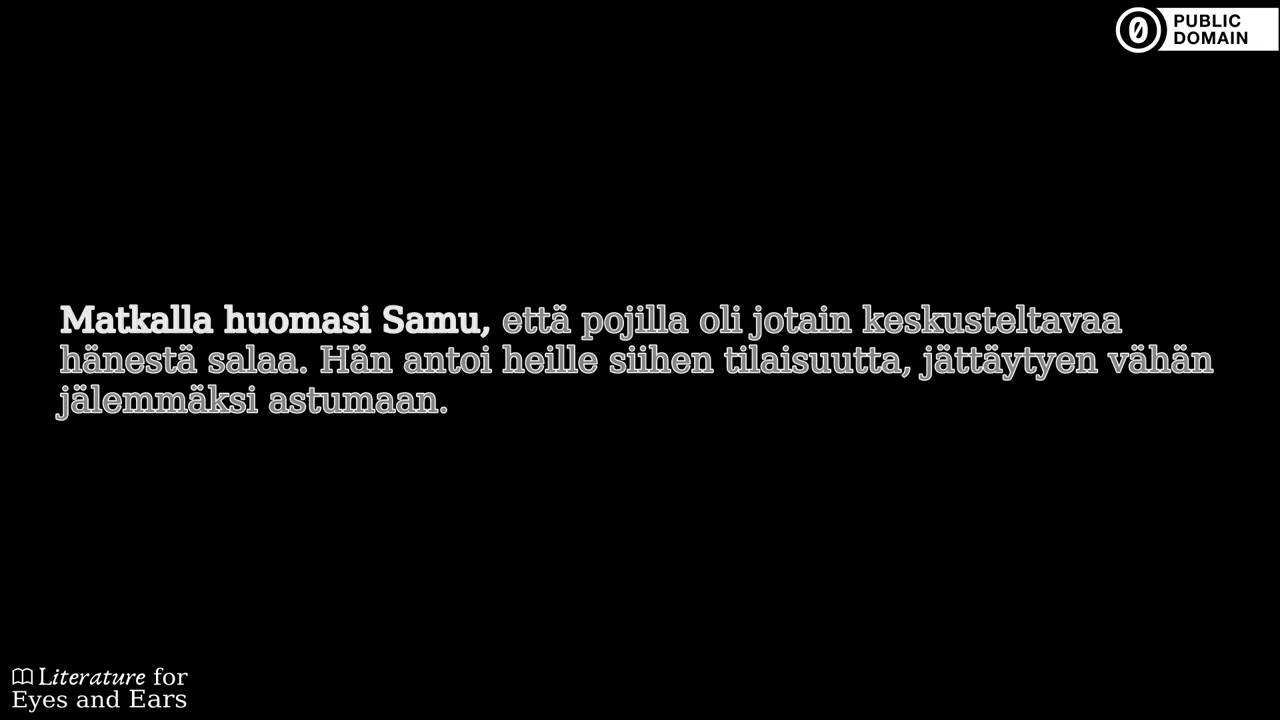 PUBLIC
DOMAIN
Matkalla huomasi Samu, että pojilla oli jotain keskusteltavaa
hänestä salaa. Hän antoi heille siihen tilaisuutta, jättäytyen vähän
jälemmäksi astumaan.
Literature for
Eyes and Ears